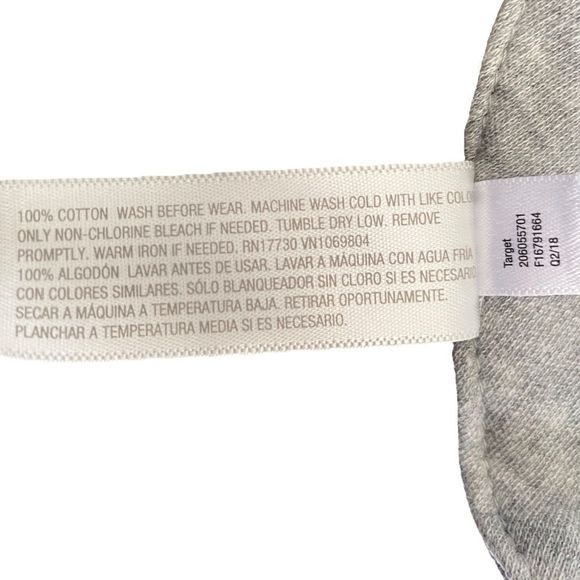 100% COTTON WASH BEFORE WEAR. MACHINE WASH COLD WITH LIKE
ONLY NON-CHLORINE BLEACH IF NEEDED. TUMBLE DRY LOW. REMOVE
PROMPTLY. WARM IRON IF NEEDED. RN17730 VN1069804
100% ALGODÓN LAVAR ANTES DE USAR. LAVAR A MÁQUINA CON AGUA FRÍA
CON COLORES SIMILARES. SÓLO BLANQUEADOR SIN CLORO SI ES NECESARIO
SECAR A MÁQUINA A TEMPERATURA BAJA. RETIRAR OPORTUNAMENTE.
PLANCHAR A TEMPERATURA MEDIA SI ES NECESARIO.
Target
206055701
F16791664
Q2/18